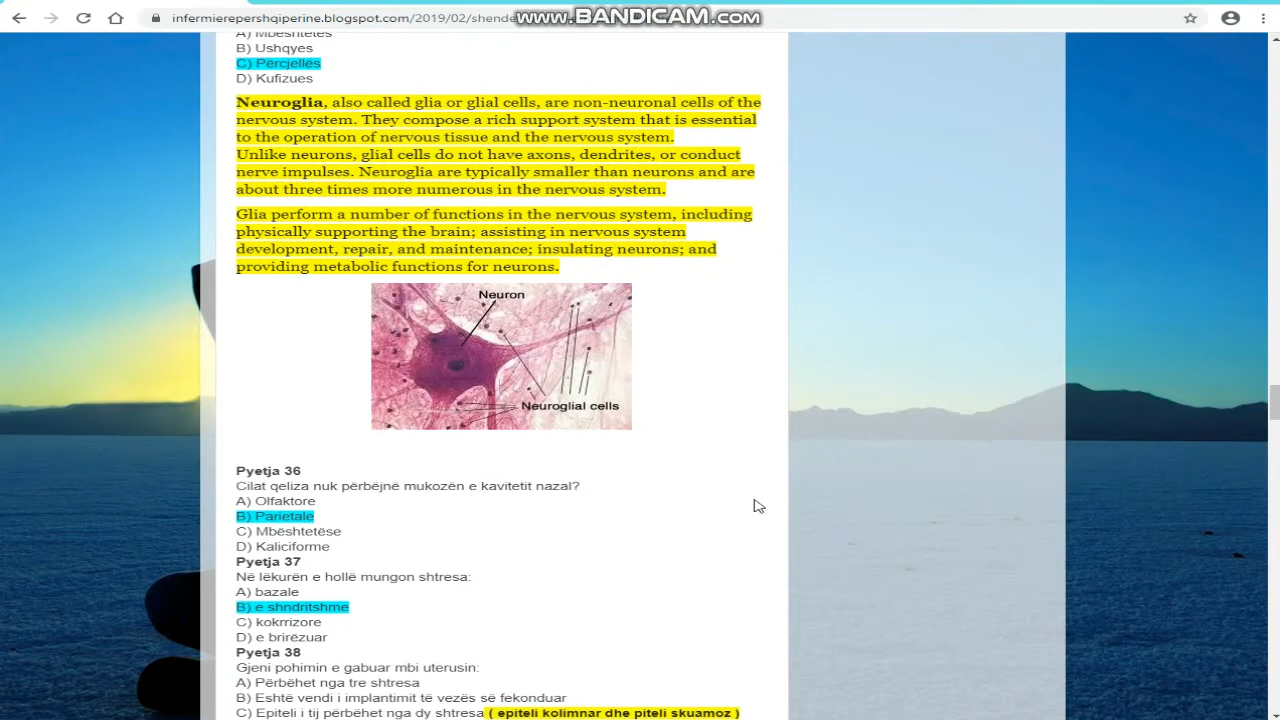 infermierepershqiperine.blogspot.com/2019/02/shende
www.BANDICAM.com
A) Mbështetës
B) Ushqyes
C) Përcjellës
D) Kufizues
Neuroglia, also called glia or glial cells, are non-neuronal cells of the
nervous system. They compose a rich support system that is essential
to the operation of nervous tissue and the nervous system.
Unlike neurons, glial cells do not have axons, dendrites, or conduct
nerve impulses. Neuroglia are typically smaller than neurons and are
about three times more numerous in the nervous system.
Glia perform a number of functions in the nervous system, including
physically supporting the brain; assisting in nervous system
development, repair, and maintenance; insulating neurons; and
providing metabolic functions for neurons.
Neuron
Neuroglial cells
Pyetja 36
Cilat qeliza nuk përbëjnë mukozën e kavitetit nazal?
A) Olfaktore
B) Parietale
C) Mbështetëse
D) Kaliciforme
Pyetja 37
Në lëkurën e hollë mungon shtresa:
A) bazale
B) e shndritshme
C) kokrrizore
D) e brirëzuar
Pyetja 38
Gjeni pohimin e gabuar mbi uterusin:
A) Përbëhet nga tre shtresa
B) Eshtë vendi i implantimit të vezës së fekonduar
C) Epiteli i tij përbëhet nga dy shtresa ( epiteli kolimnar dhe piteli skuamoz )